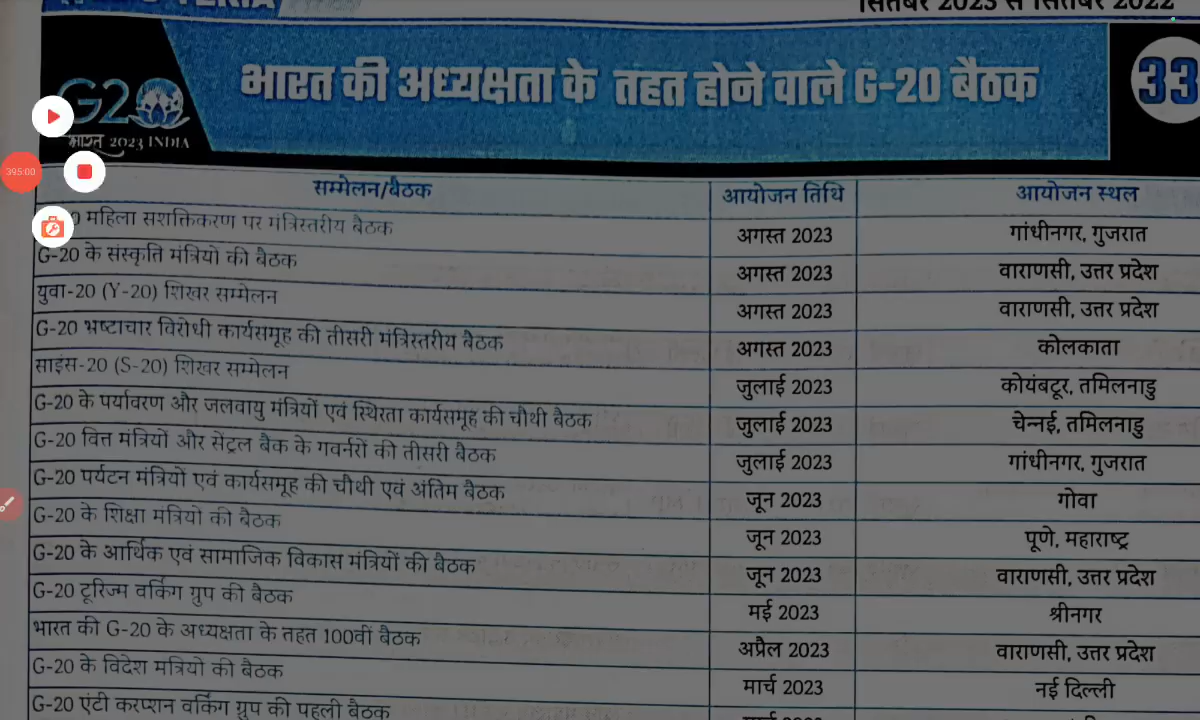 सितंबर 2023 से सितंबर 2022
G20
भारत 2023 INDIA
भारत की अध्यक्षता के तहत होने वाले G-20 बैठक
33
395:00
सम्मेलन/बैठक आयोजन तिथि आयोजन स्थल
महिला सशक्तिकरण पर मंत्रिस्तरीय बैठक अगस्त 2023 गांधीनगर, गुजरात
G-20 के संस्कृति मंत्रियों की बैठक अगस्त 2023 वाराणसी, उत्तर प्रदेश
युवा-20 (Y-20) शिखर सम्मेलन अगस्त 2023 वाराणसी, उत्तर प्रदेश
G-20 भ्रष्टाचार विरोधी कार्यसमूह की तीसरी मंत्रिस्तरीय बैठक अगस्त 2023 कोलकाता
साइंस-20 (S-20) शिखर सम्मेलन जुलाई 2023 कोयंबटूर, तमिलनाडु
G-20 के पर्यावरण और जलवायु मंत्रियों एवं स्थिरता कार्यसमूह की चौथी बैठक जुलाई 2023 चेन्नई, तमिलनाडु
G-20 वित्त मंत्रियों और सेंट्रल बैंक के गवर्नरों की तीसरी बैठक जुलाई 2023 गांधीनगर, गुजरात
G-20 पर्यटन मंत्रियों एवं कार्यसमूह की चौथी एवं अंतिम बैठक जून 2023 गोवा
G-20 के शिक्षा मंत्रियों की बैठक जून 2023 पूणे, महाराष्ट्र
G-20 के आर्थिक एवं सामाजिक विकास मंत्रियों की बैठक जून 2023 वाराणसी, उत्तर प्रदेश
G-20 टूरिज्म वर्किंग ग्रुप की बैठक मई 2023 श्रीनगर
भारत की G-20 के अध्यक्षता के तहत 100वीं बैठक अप्रैल 2023 वाराणसी, उत्तर प्रदेश
G-20 के विदेश मंत्रियों की बैठक मार्च 2023 नई दिल्ली
G-20 एंटी करप्शन वर्किंग ग्रुप की पहली बैठक